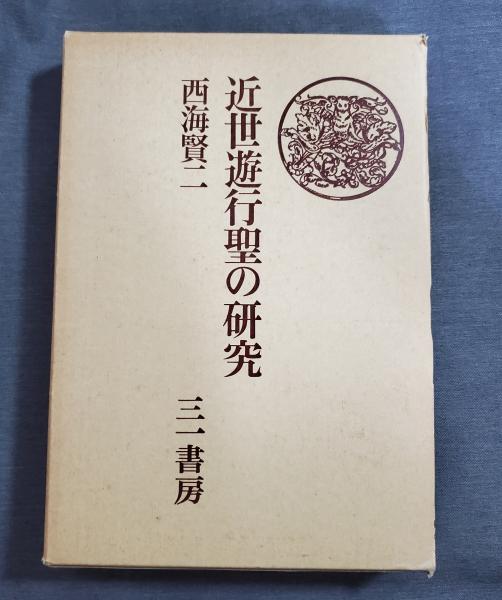 近世遊行聖の研究
西海賢二
三一書房